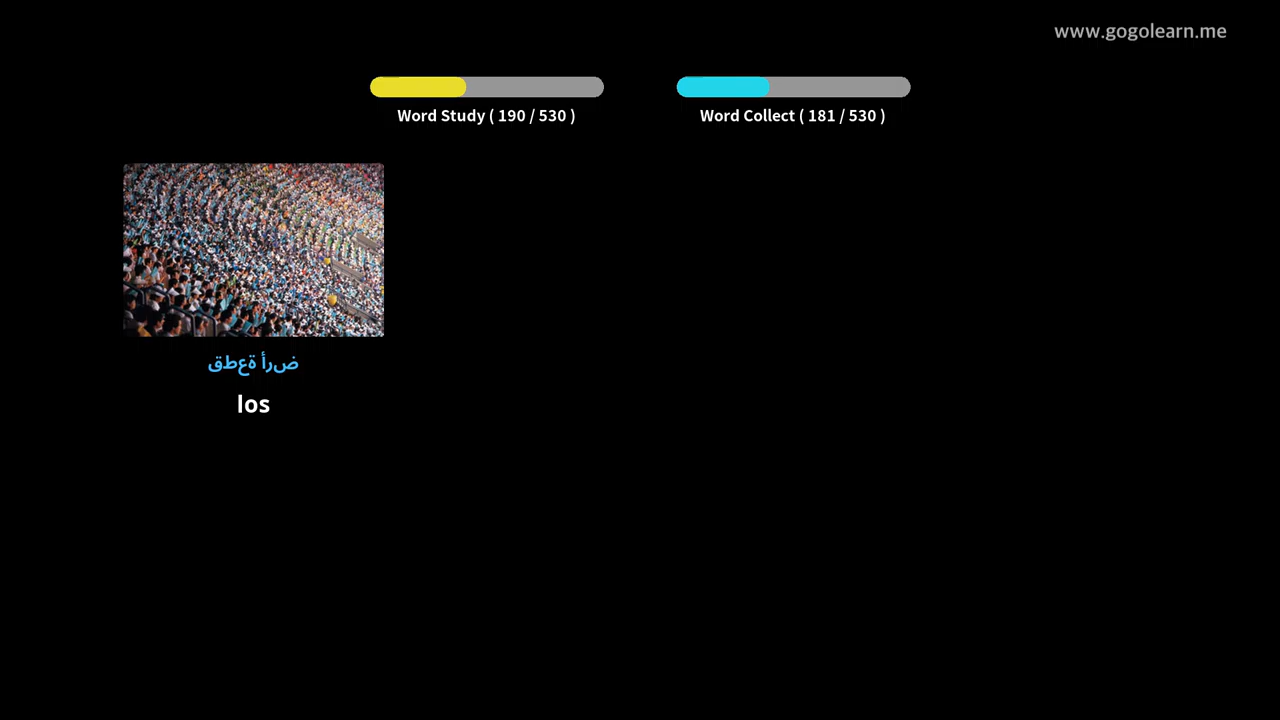 www.gogolearn.me
Word Study ( 190 / 530 )
Word Collect ( 181 / 530 )
ضرأ ةعطق
los